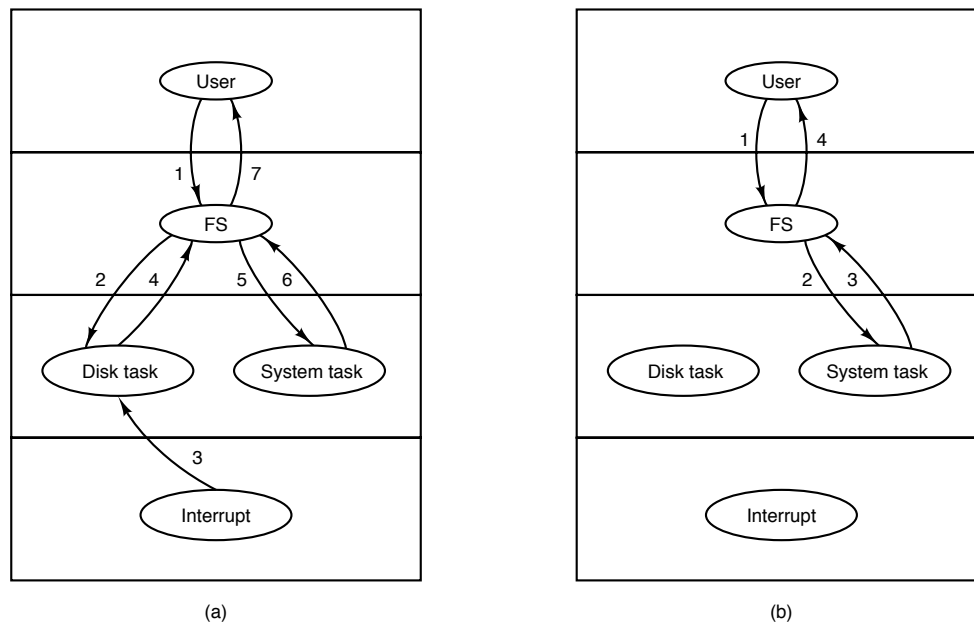 User
1
7
FS
2
4
5
6
Disk task
System task
3
Interrupt
(a)
User
1
4
FS
2
3
Disk task
System task
Interrupt
(b)